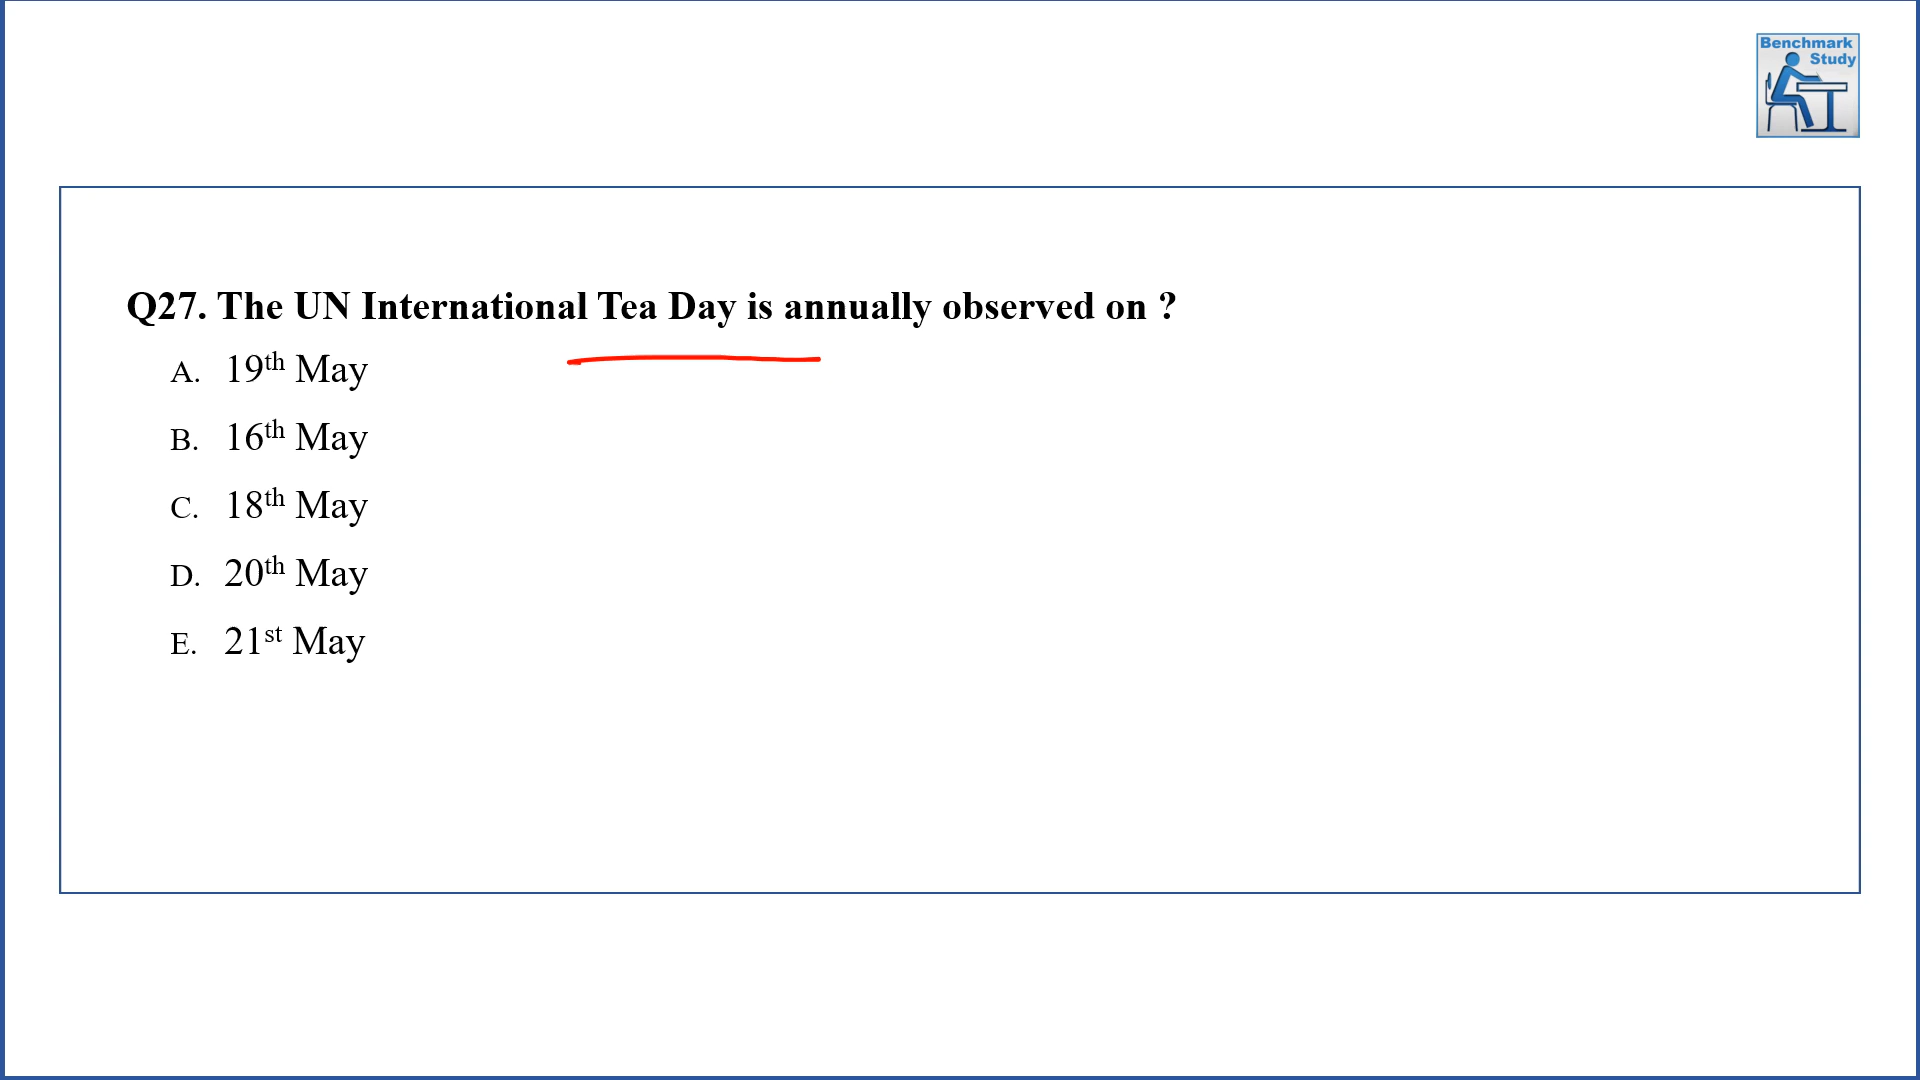 Benchmark
Study
Q27. The UN International Tea Day is annually observed on ?
A. 19th May
B. 16th May
C. 18th May
D. 20th May
E. 21st May